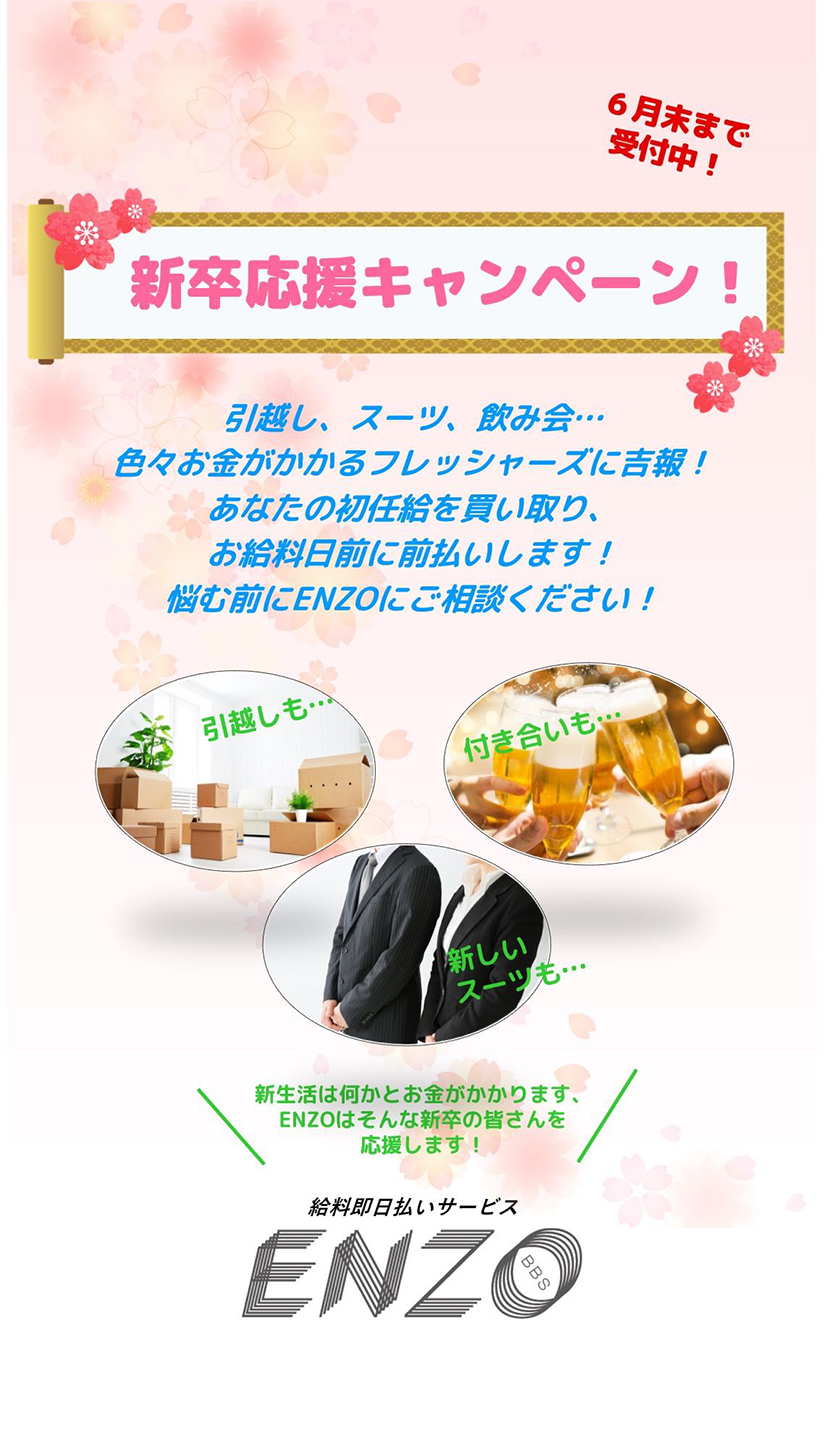 ６月末まで
受付中！
新卒応援キャンペーン！
引越し、スーツ、飲み会…
色々お金がかかるフレッシャーズに吉報！
あなたの初任給を買い取り、
お給料日前に前払いします！
悩む前にENZOにご相談ください！
引越しも…
付き合いも…
新しい
スーツも…
新生活は何かとお金がかかります、
ENZOはそんな新卒の皆さんを
応援します！
給料即日払いサービス
ENZO
BBS